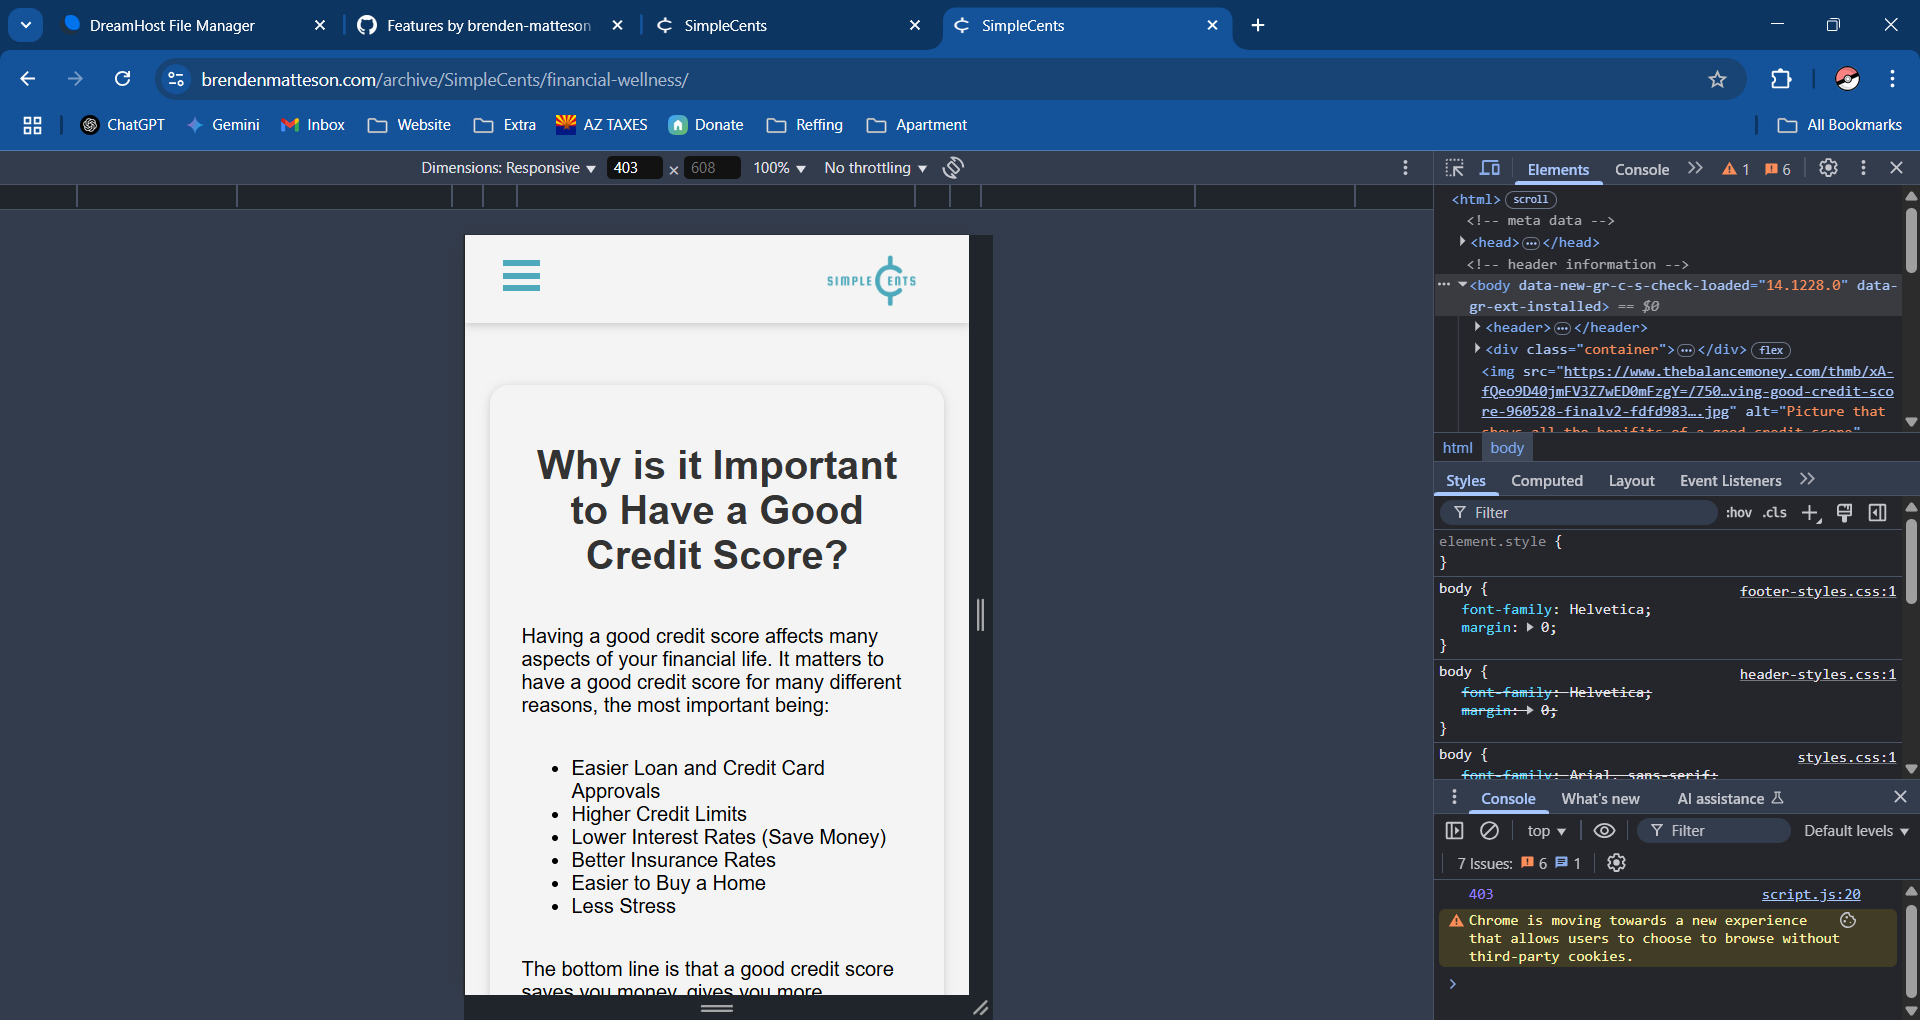 DreamHost File Manager
Features by brenden-matteson
SimpleCents
SimpleCents
brendenmatteson.com/archive/SimpleCents/financial-wellness/
ChatGPT
Gemini
Inbox
Website
Extra
AZ TAXES
Donate
Reffing
Apartment
All Bookmarks
Dimensions: Responsive
403
×
608
100%
No throttling
Elements
Console
1
6
<html> scroll
<!-- meta data -->
<head> ··· </head>
<!-- header information -->
··· <body data-new-gr-c-s-check-loaded="14.1228.0" data-
gr-ext-installed> == $0
<header> ··· </header>
<div class="container"> ··· </div> flex
<img src="https://www.thebalancemoney.com/thmb/xA-
fQeo9D40jmFV3Z7wED0mFzgY=/750…ving-good-credit-sco
re-960528-finalv2-fdfd983….jpg" alt="Picture that
shows all the benifits of a good credit score"
html
body
Styles
Computed
Layout
Event Listeners
Filter
:hov
.cls
element.style {
}
body {
footer-styles.css:1
font-family: Helvetica;
margin: 0;
}
body {
header-styles.css:1
font-family: Helvetica;
margin: 0;
}
body {
styles.css:1
font-family: Arial, sans-serif;
Console
What's new
AI assistance
top
Filter
Default levels
7 Issues: 6 1
403
script.js:20
Chrome is moving towards a new experience
that allows users to choose to browse without
third-party cookies.
SIMPLE CENTS
Why is it Important
to Have a Good
Credit Score?
Having a good credit score affects many
aspects of your financial life. It matters to
have a good credit score for many different
reasons, the most important being:
• Easier Loan and Credit Card
Approvals
• Higher Credit Limits
• Lower Interest Rates (Save Money)
• Better Insurance Rates
• Easier to Buy a Home
• Less Stress
The bottom line is that a good credit score
saves you money, gives you more